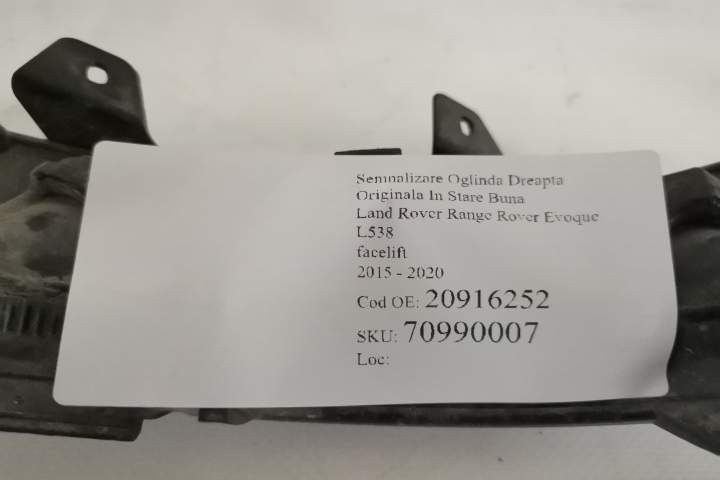 Semnalizare Oglinda Dreapta
Originala In Stare Buna
Land Rover Range Rover Evoque
L538
facelift
2015 - 2020
Cod OE: 20916252
SKU: 70990007
Loc: